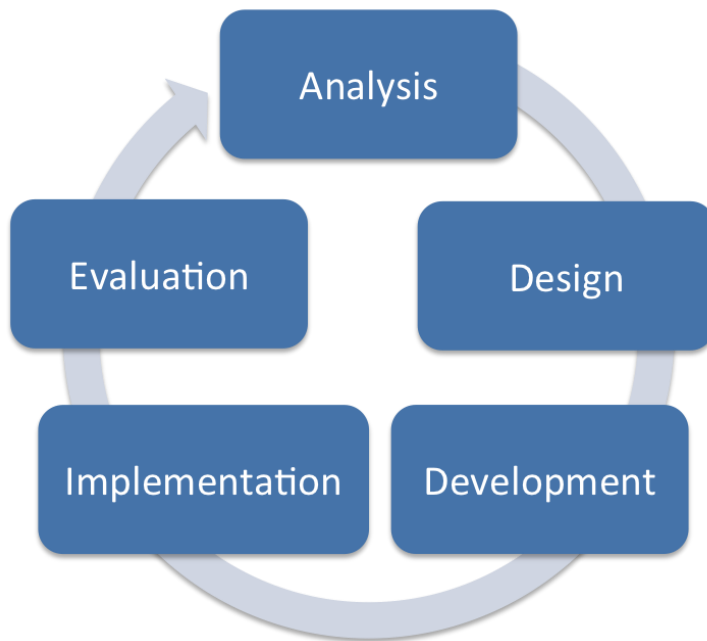 Analysis
Design
Development
Implementation
Evaluation